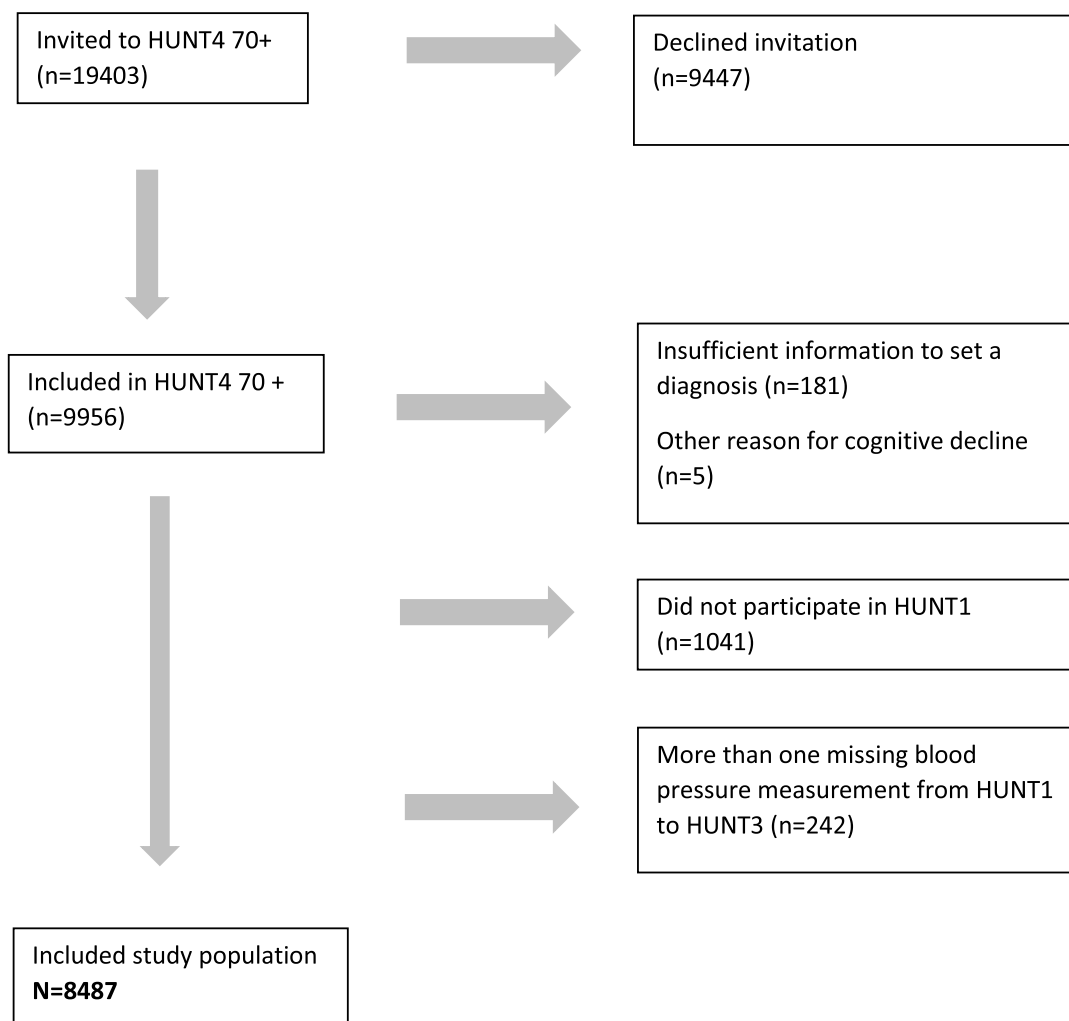 Invited to HUNT4 70+
(n=19403)
Declined invitation
(n=9447)
Included in HUNT4 70 +
(n=9956)
Insufficient information to set a
diagnosis (n=181)
Other reason for cognitive decline
(n=5)
Did not participate in HUNT1
(n=1041)
More than one missing blood
pressure measurement from HUNT1
to HUNT3 (n=242)
Included study population
N=8487